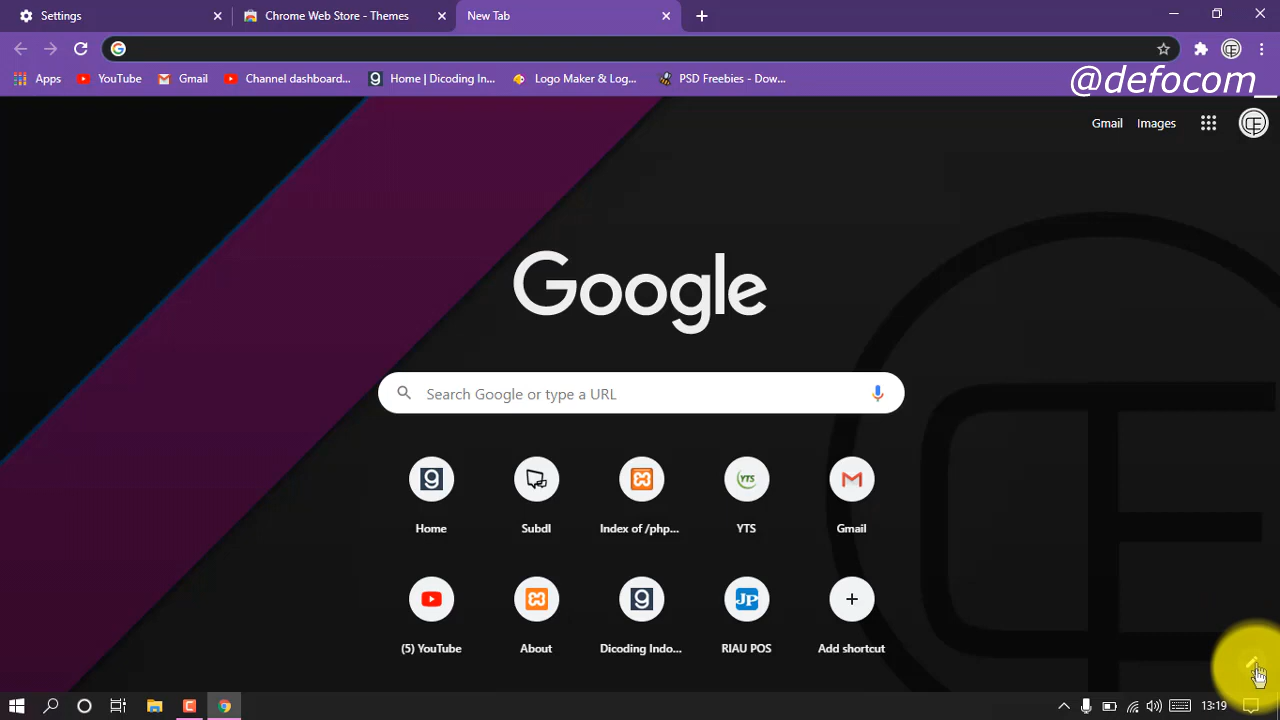 Settings
Chrome Web Store - Themes
New Tab
Apps
YouTube
Gmail
Channel dashboard...
Home | Dicoding In...
Logo Maker & Log...
PSD Freebies - Dow...
@defocom_
Gmail
Images
Google
Search Google or type a URL
YTS
Home
Subdl
Index of /php...
YTS
Gmail
JP
(5) YouTube
About
Dicoding Indo...
RIAU POS
Add shortcut
13:19